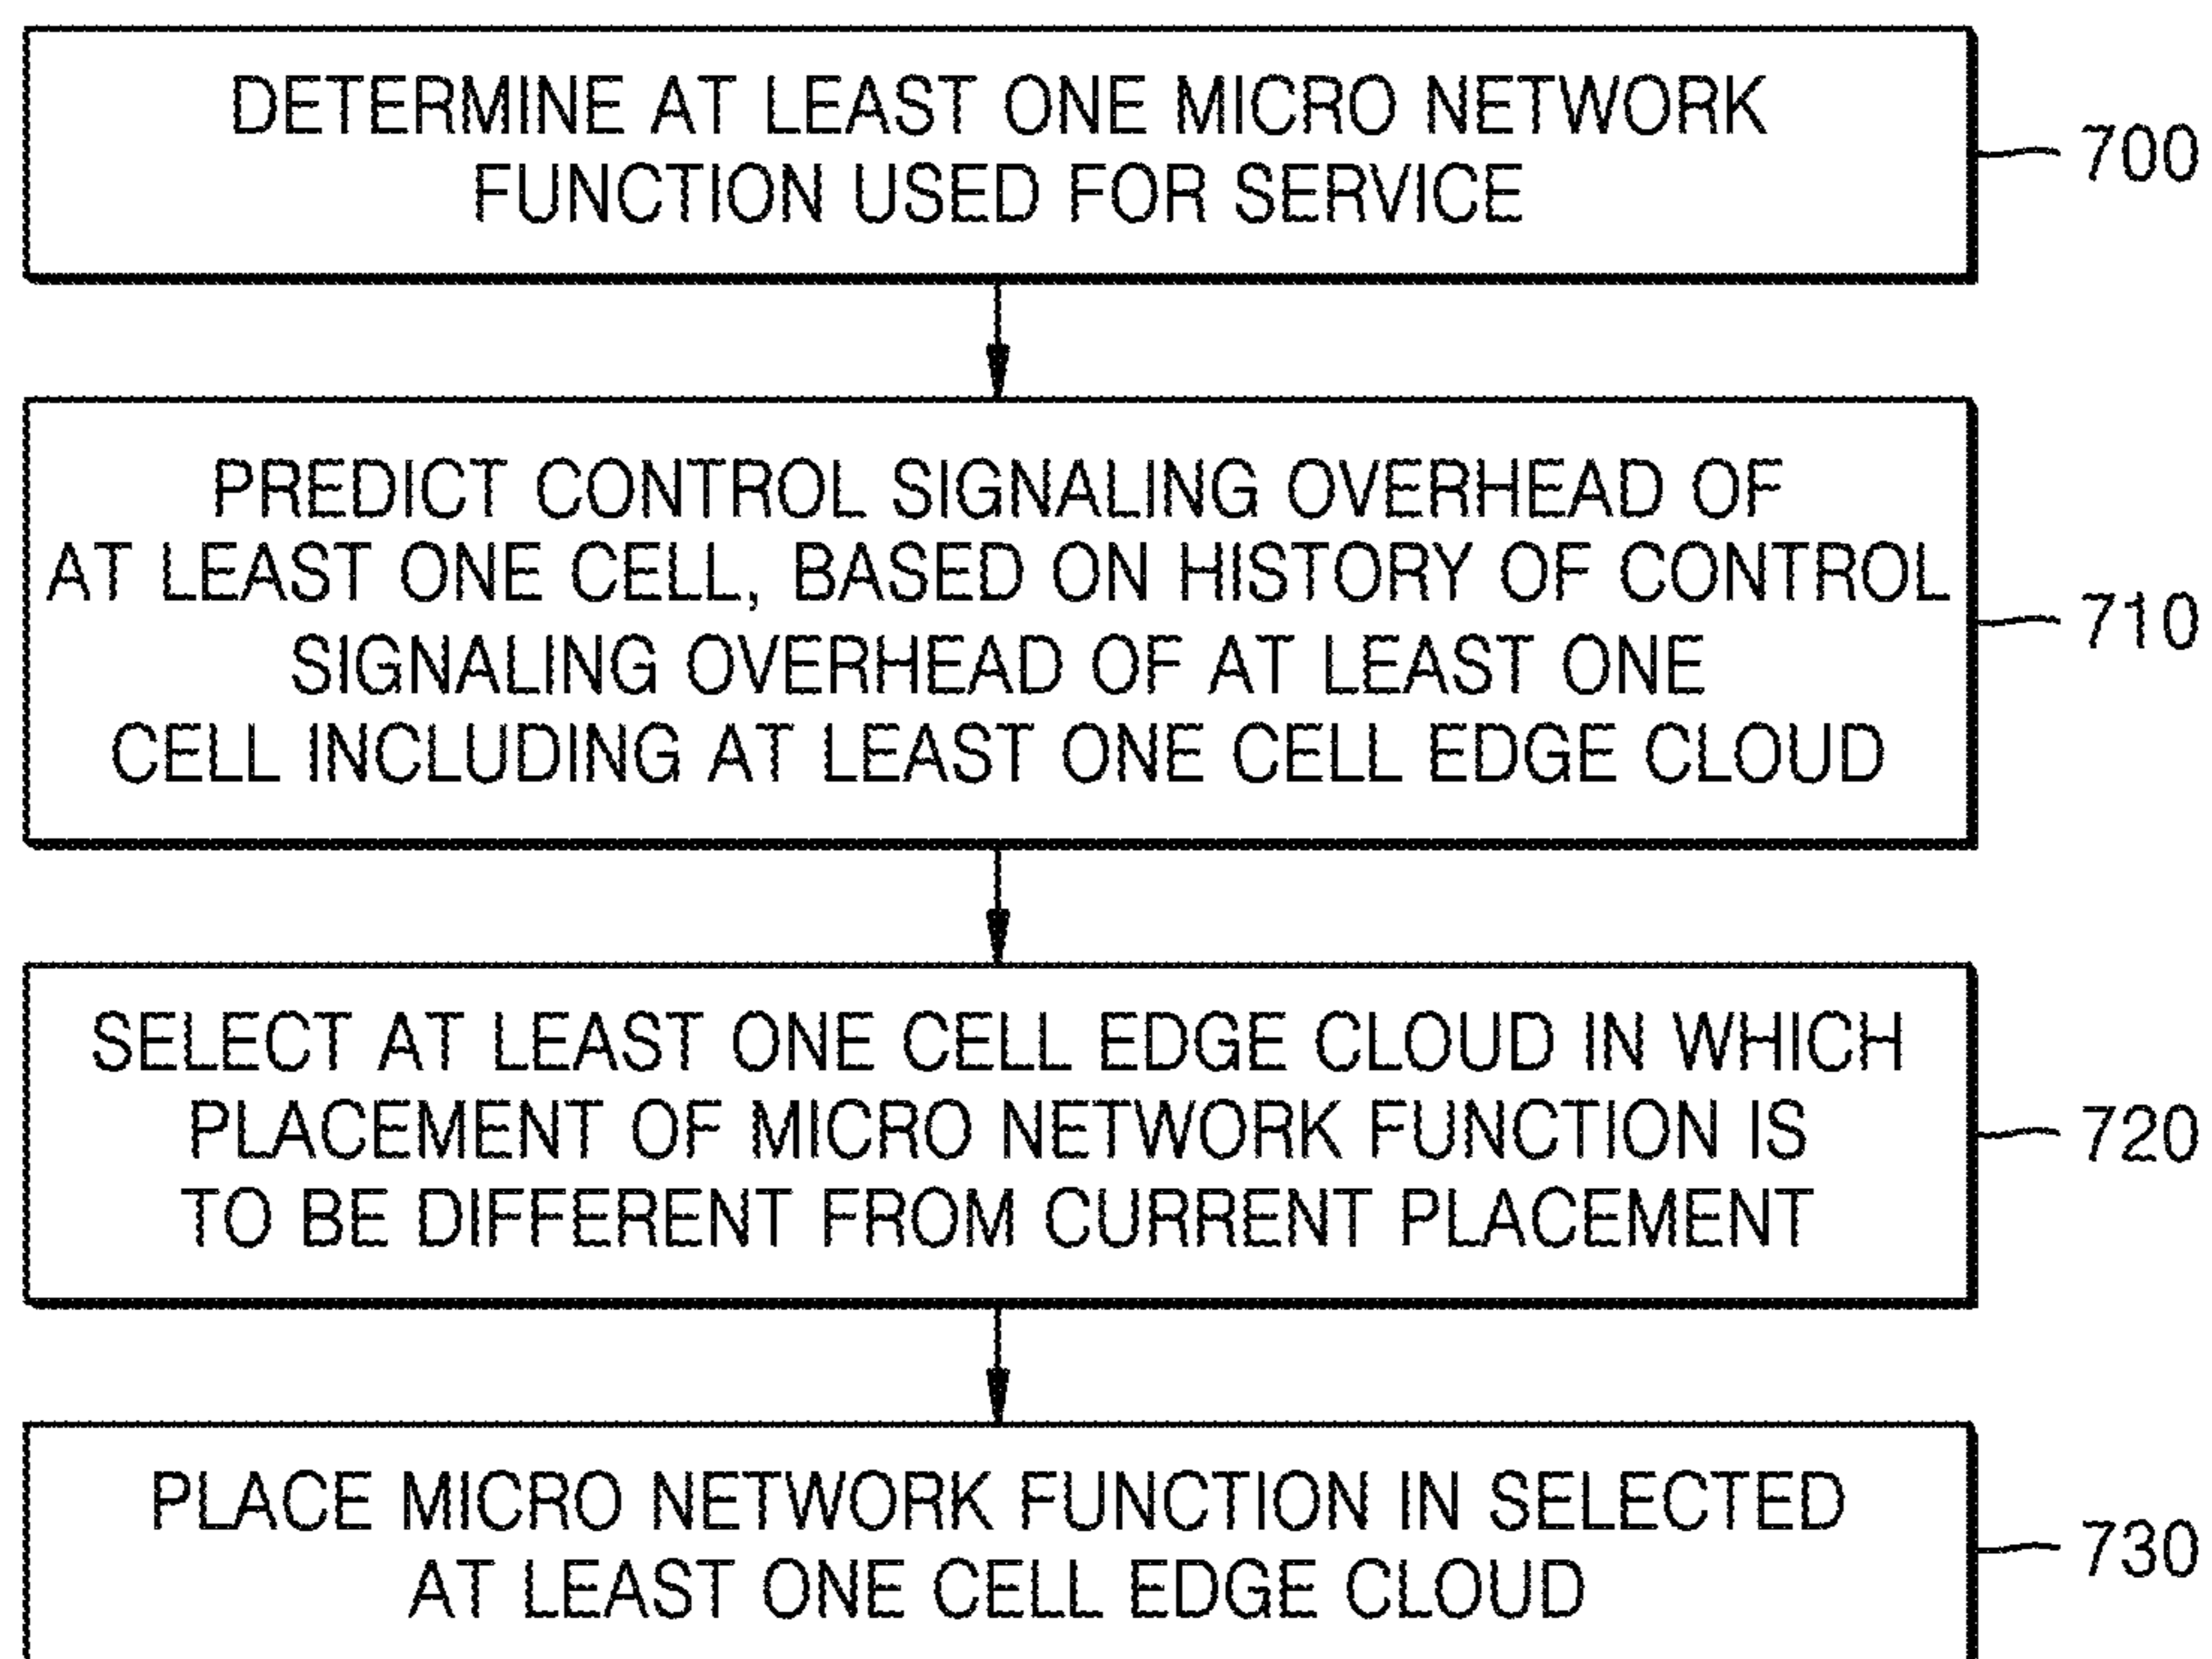 DETERMINE AT LEAST ONE MICRO NETWORK
FUNCTION USED FOR SERVICE
700
PREDICT CONTROL SIGNALING OVERHEAD OF
AT LEAST ONE CELL, BASED ON HISTORY OF CONTROL
SIGNALING OVERHEAD OF AT LEAST ONE
CELL INCLUDING AT LEAST ONE CELL EDGE CLOUD
710
SELECT AT LEAST ONE CELL EDGE CLOUD IN WHICH
PLACEMENT OF MICRO NETWORK FUNCTION IS
TO BE DIFFERENT FROM CURRENT PLACEMENT
720
PLACE MICRO NETWORK FUNCTION IN SELECTED
AT LEAST ONE CELL EDGE CLOUD
730